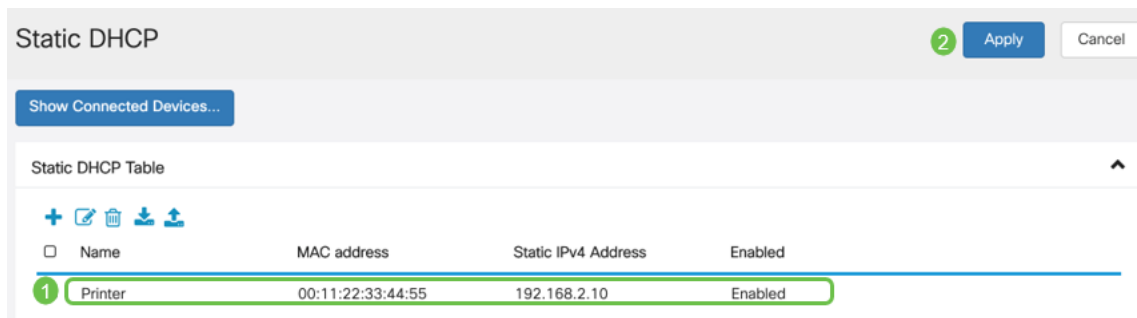 Static DHCP
2 Apply Cancel
Show Connected Devices...
Static DHCP Table
Name MAC address Static IPv4 Address Enabled
1 Printer 00:11:22:33:44:55 192.168.2.10 Enabled